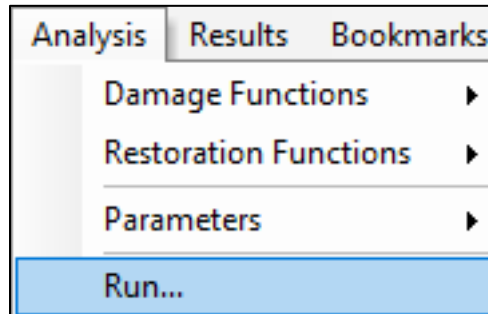 Analysis Results Bookmarks
Damage Functions
Restoration Functions
Parameters
Run...